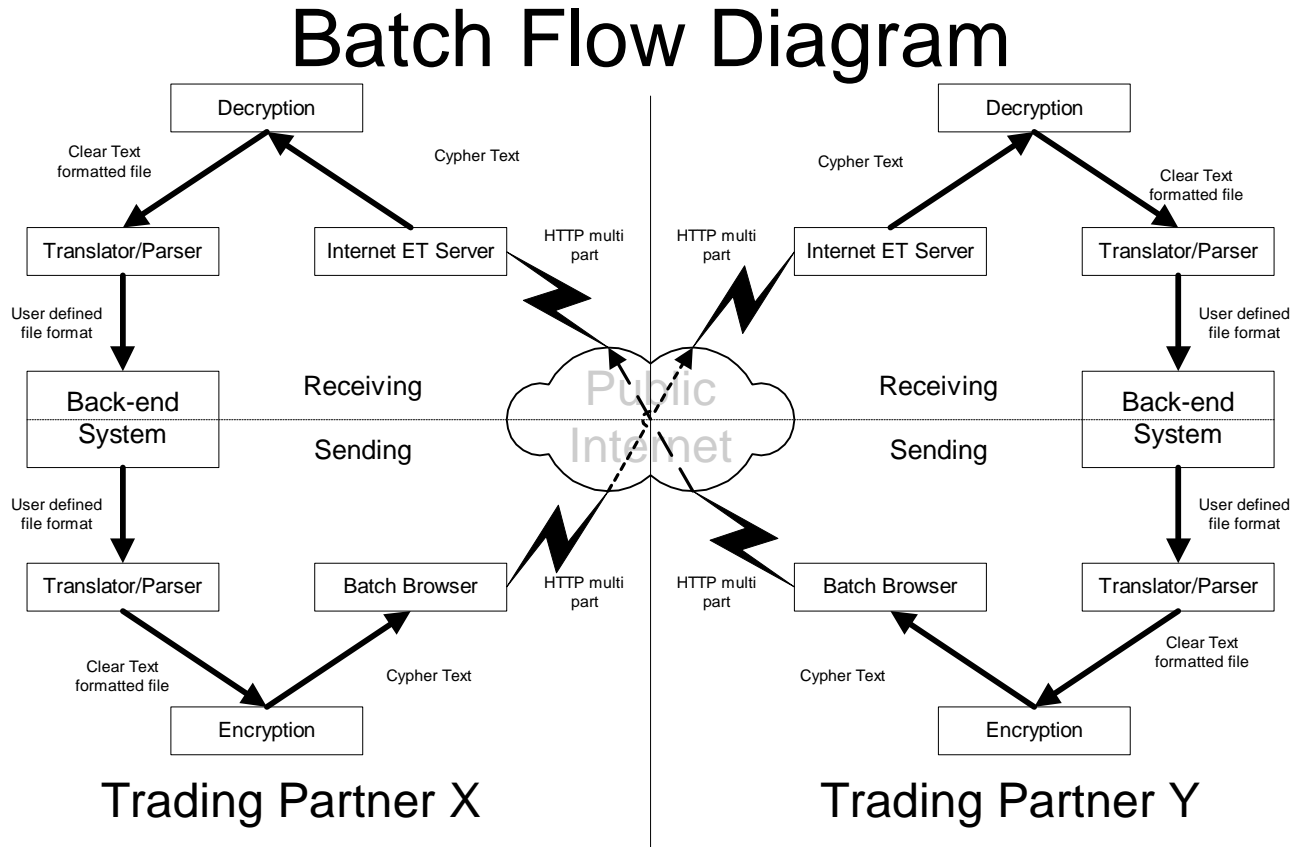 Batch Flow Diagram
Decryption
Decryption
Clear Text
formatted file
Cypher Text
Cypher Text
Clear Text
formatted file
Translator/Parser
Internet ET Server
HTTP multi
part
HTTP multi
part
Internet ET Server
Translator/Parser
User defined
file format
User defined
file format
Back-end
System
Receiving
Sending
Public
Internet
Receiving
Sending
Back-end
System
User defined
file format
User defined
file format
Translator/Parser
Batch Browser
HTTP multi
part
HTTP multi
part
Batch Browser
Translator/Parser
Clear Text
formatted file
Cypher Text
Cypher Text
Clear Text
formatted file
Encryption
Encryption
Trading Partner X
Trading Partner Y